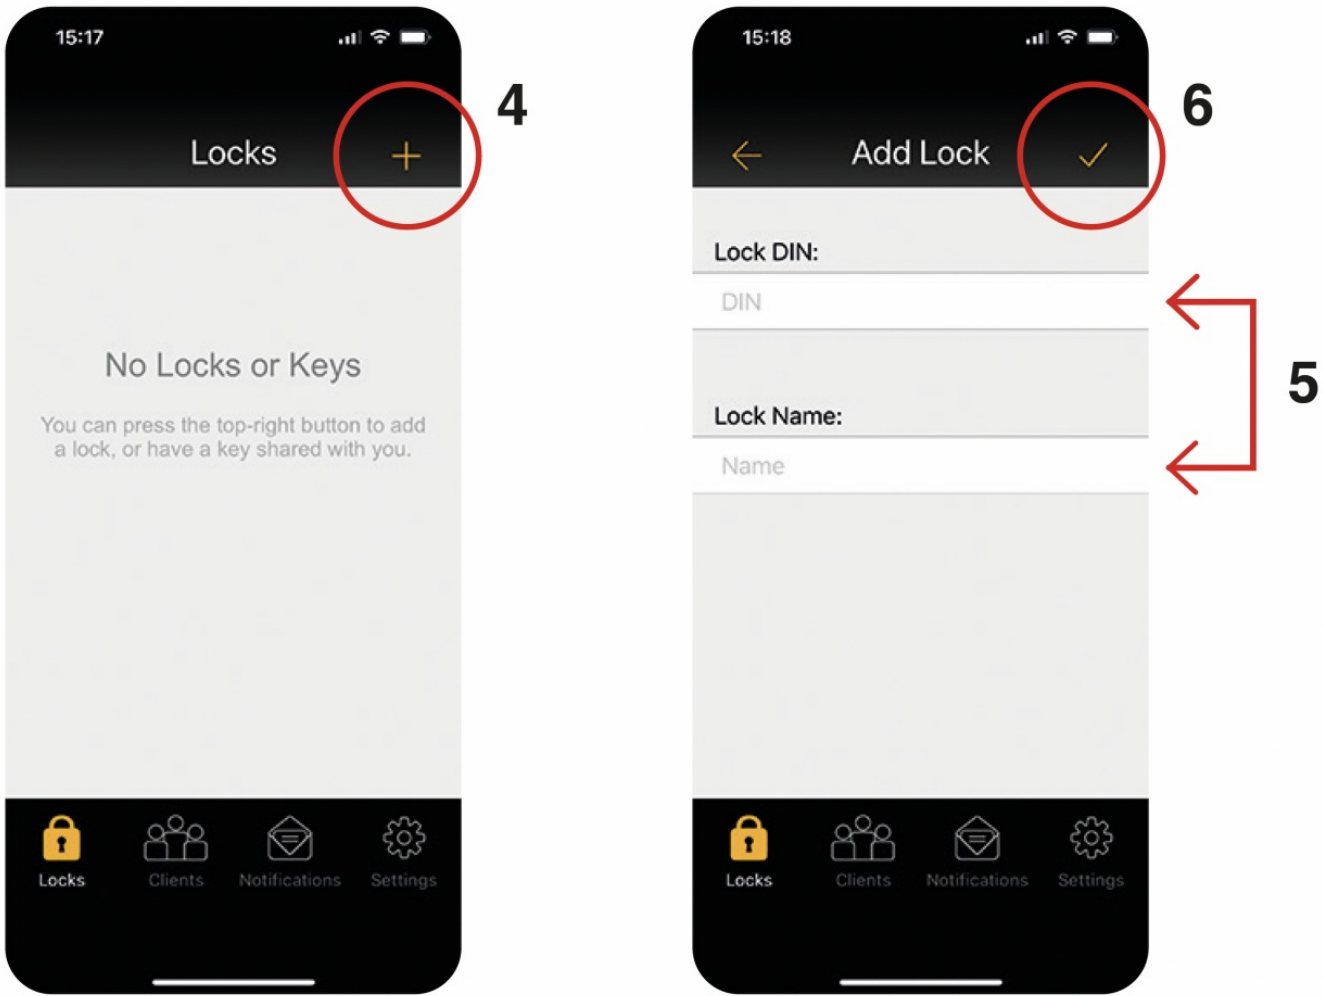 15:17
4
Locks
No Locks or Keys
You can press the top-right button to add
a lock, or have a key shared with you.
Locks Clients Notifications Settings
15:18
6
Add Lock
Lock DIN:
DIN
5
Lock Name:
Name
Locks Clients Notifications Settings